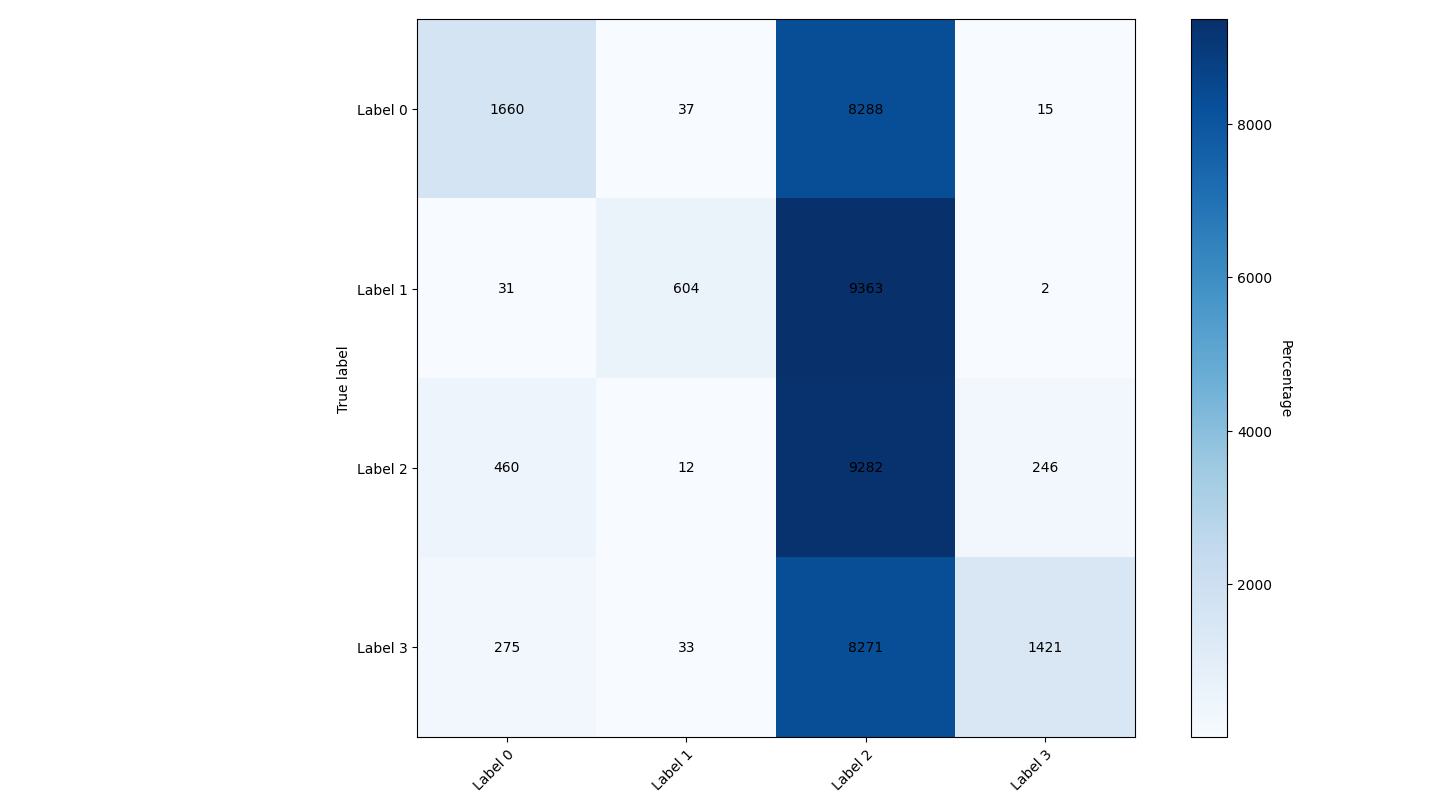 Label 0 1660 37 8288 15
8000
Label 1 31 604 9363 2
6000
True label
Percentage
4000
Label 2 460 12 9282 246
2000
Label 3 275 33 8271 1421
Label 0 Label 1 Label 2 Label 3